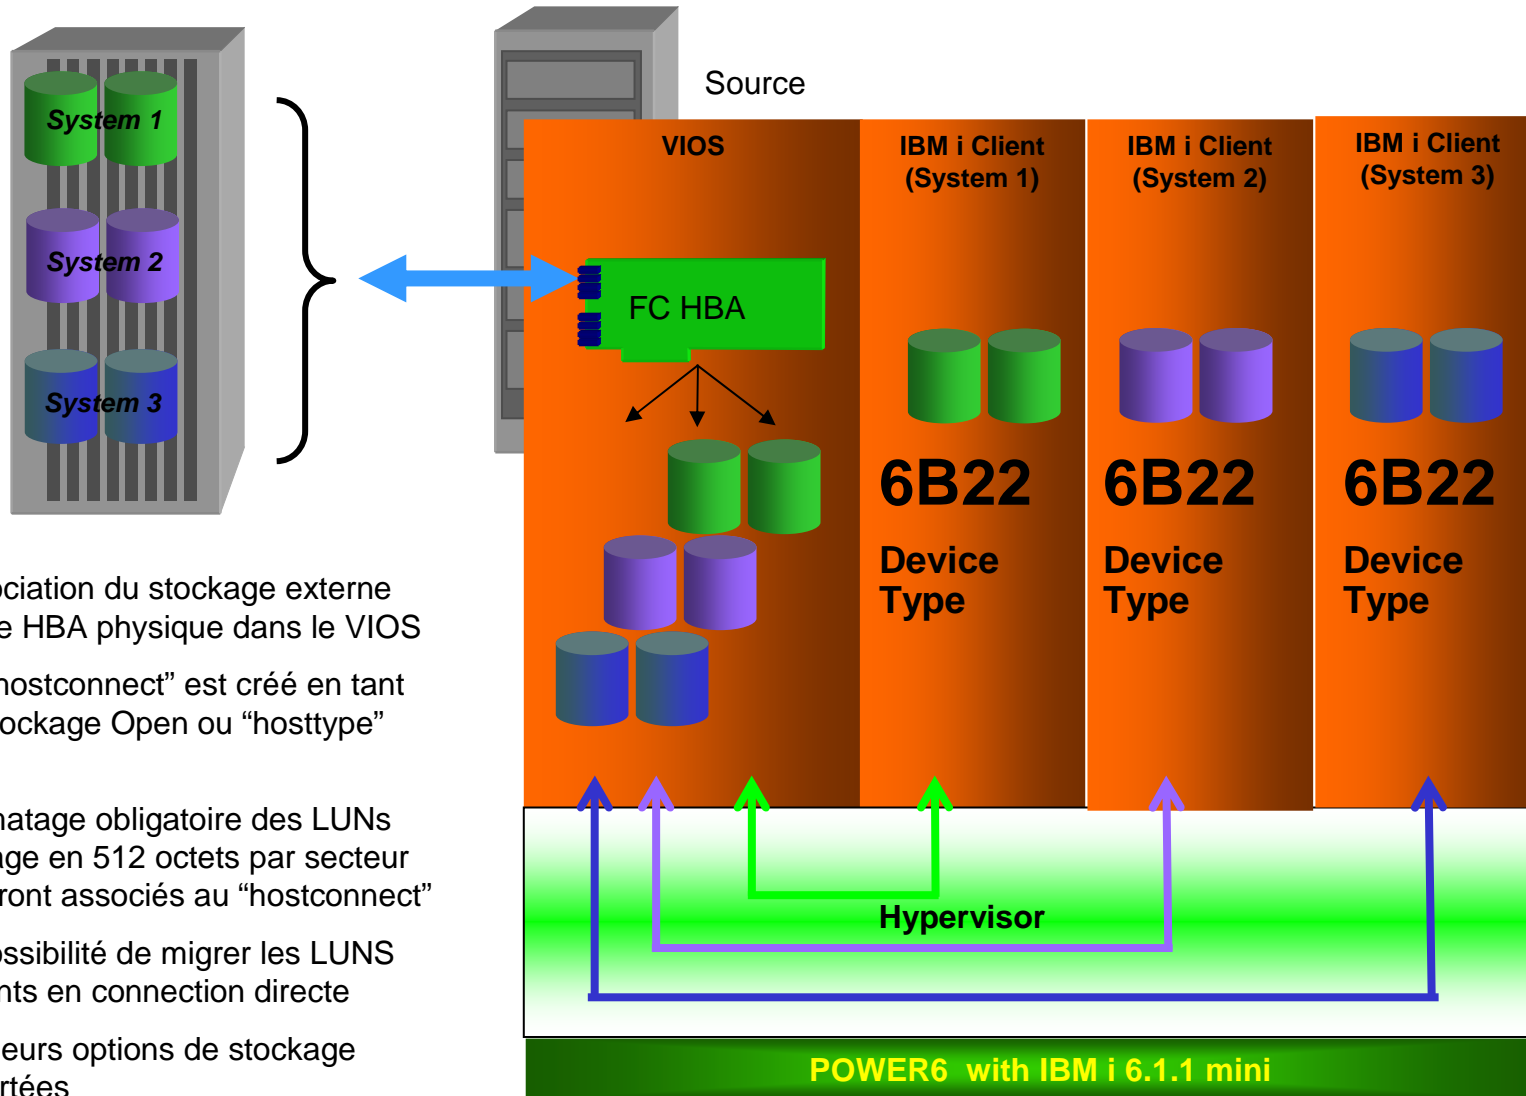 System 1
System 2
System 3
Source
VIOS
FC HBA
IBM i Client
(System 1)
6B22
Device
Type
IBM i Client
(System 2)
6B22
Device
Type
IBM i Client
(System 3)
6B22
Device
Type
ociation du stockage externe
e HBA physique dans le VIOS
hostconnect” est créé en tant
ockage Open ou “hosttype”
matage obligatoire des LUNs
age en 512 octets par secteur
ront associés au “hostconnect”
ossibilité de migrer les LUNS
nts en connection directe
ieurs options de stockage
rtées
Hypervisor
POWER6 with IBM i 6.1.1 mini